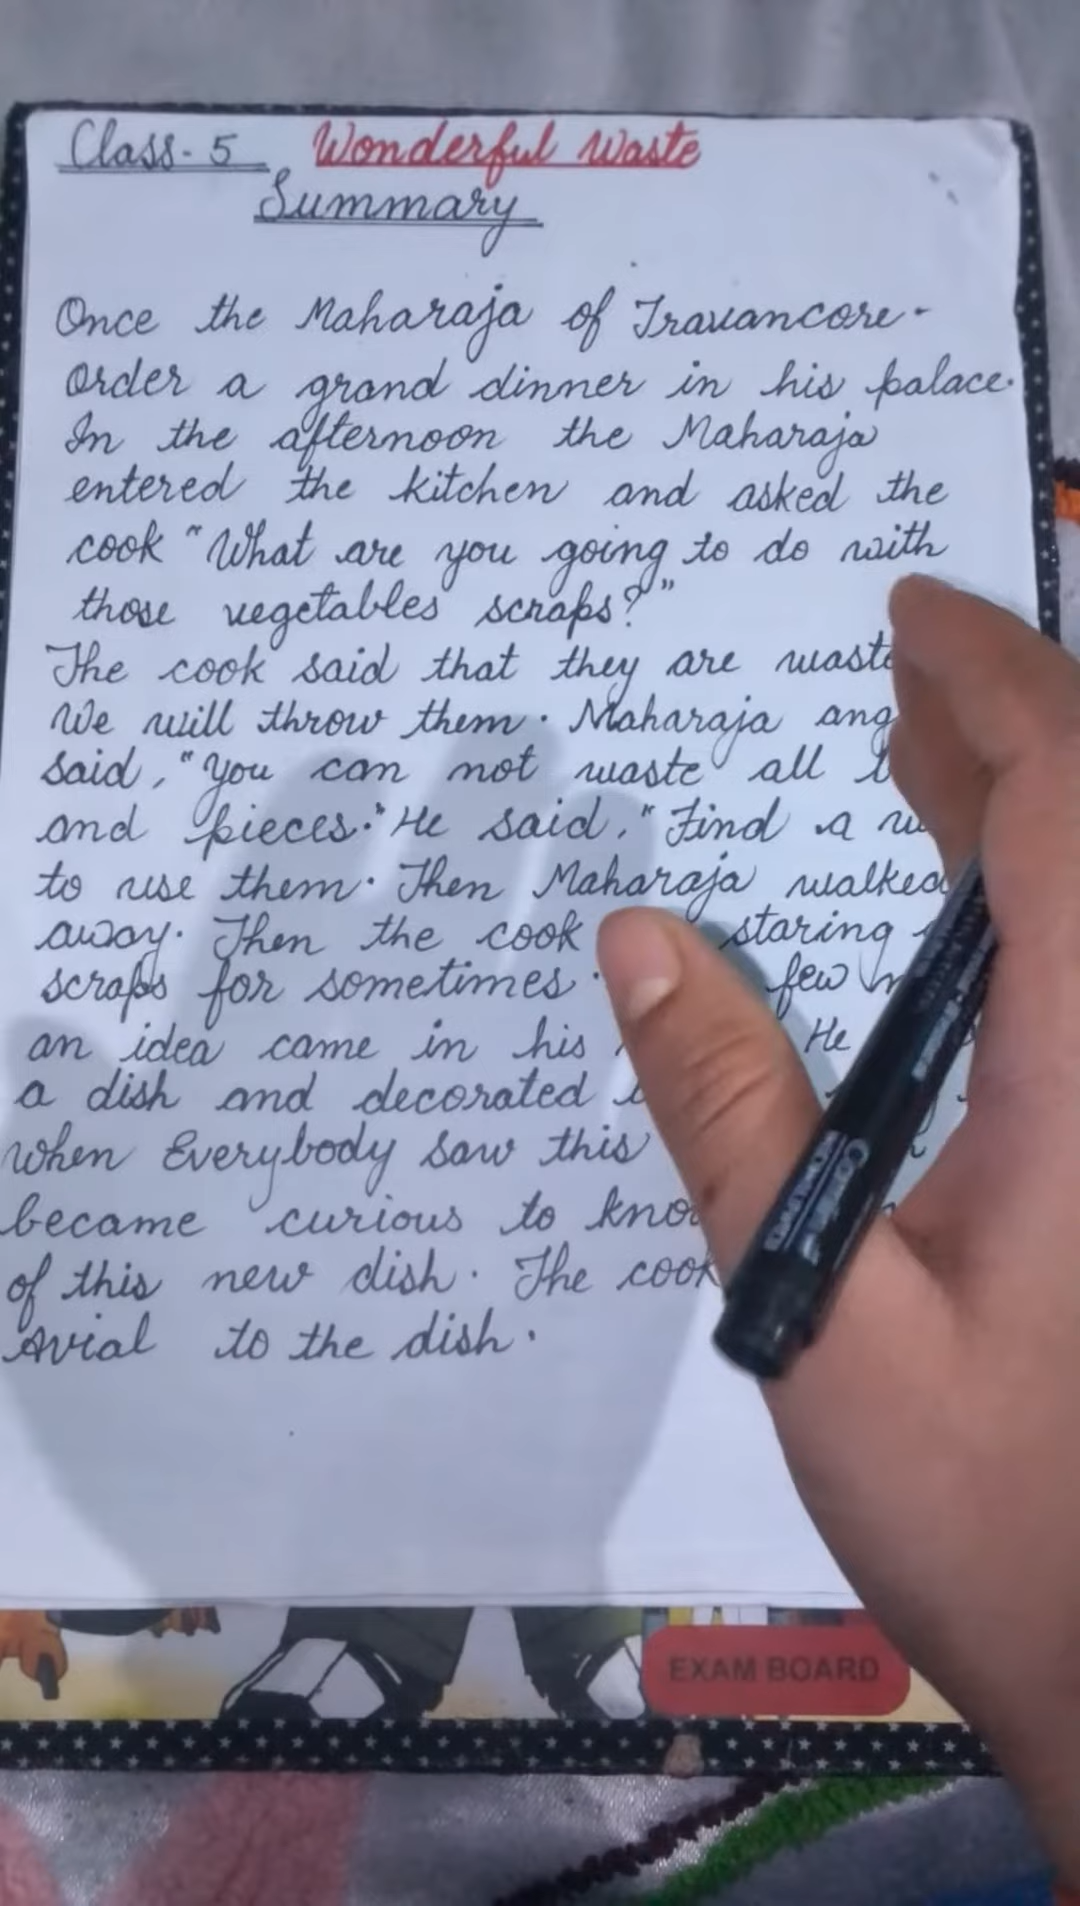 Class-5 Wonderful Waste
Summary
Once the Maharaja of Travancore.
order a grand dinner in his palace.
In the afternoon the Maharaja
entered the kitchen and asked the
cook "What are you going to do with
those vegetables scraps?"
The cook said that they are
We will throw them. Maharaja
said, "You can not waste all
and pieces." He said, "Find a
to use them. Then Maharaja walked
away. Then the cook staring
scraps for sometimes. few
an idea came in his He
a dish and decorated
when Everybody saw this
became curious to
of this new dish. The cook
Avial to the dish.
EXAM BOARD